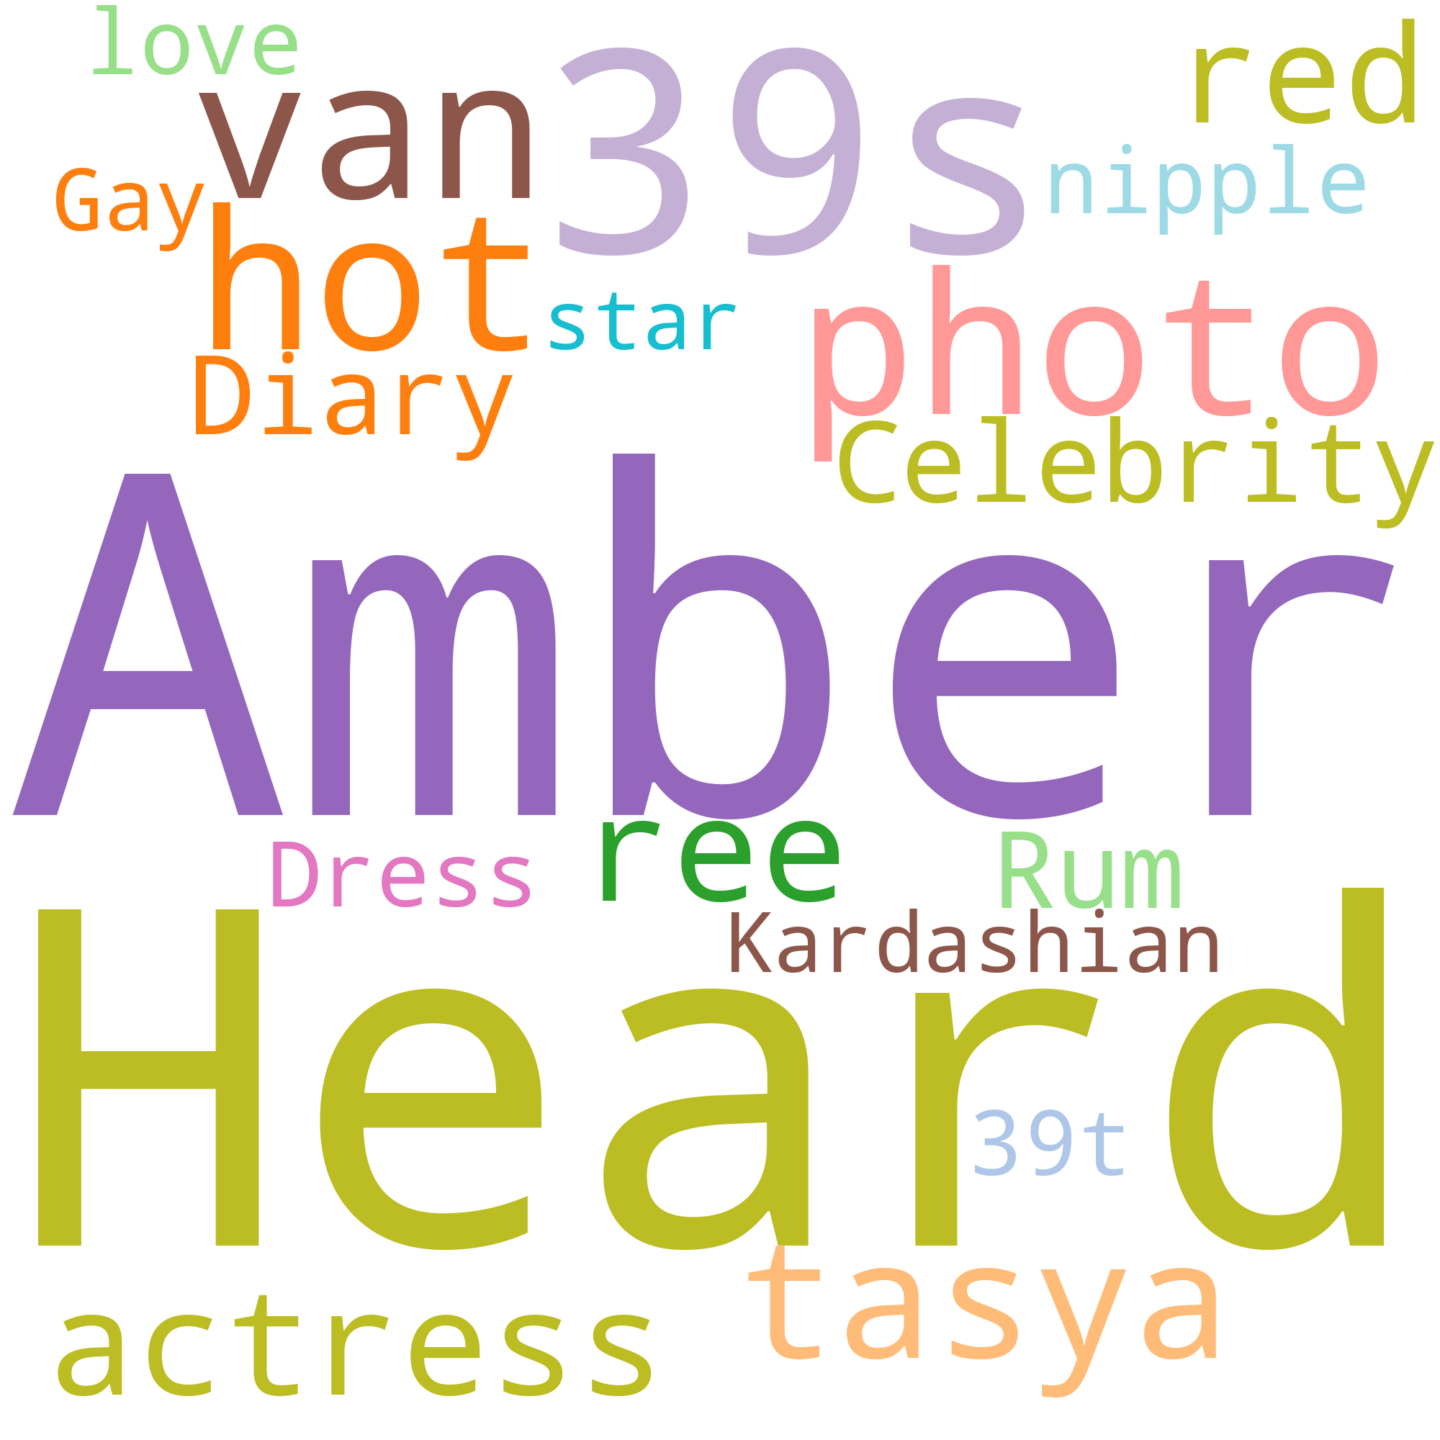 love
van
39s
red
Gay
nipple
hot
star
photo
Diary
Celebrity
Amber
Dress
ree
Rum
Kardashian
Heard
39t
tasya
actress